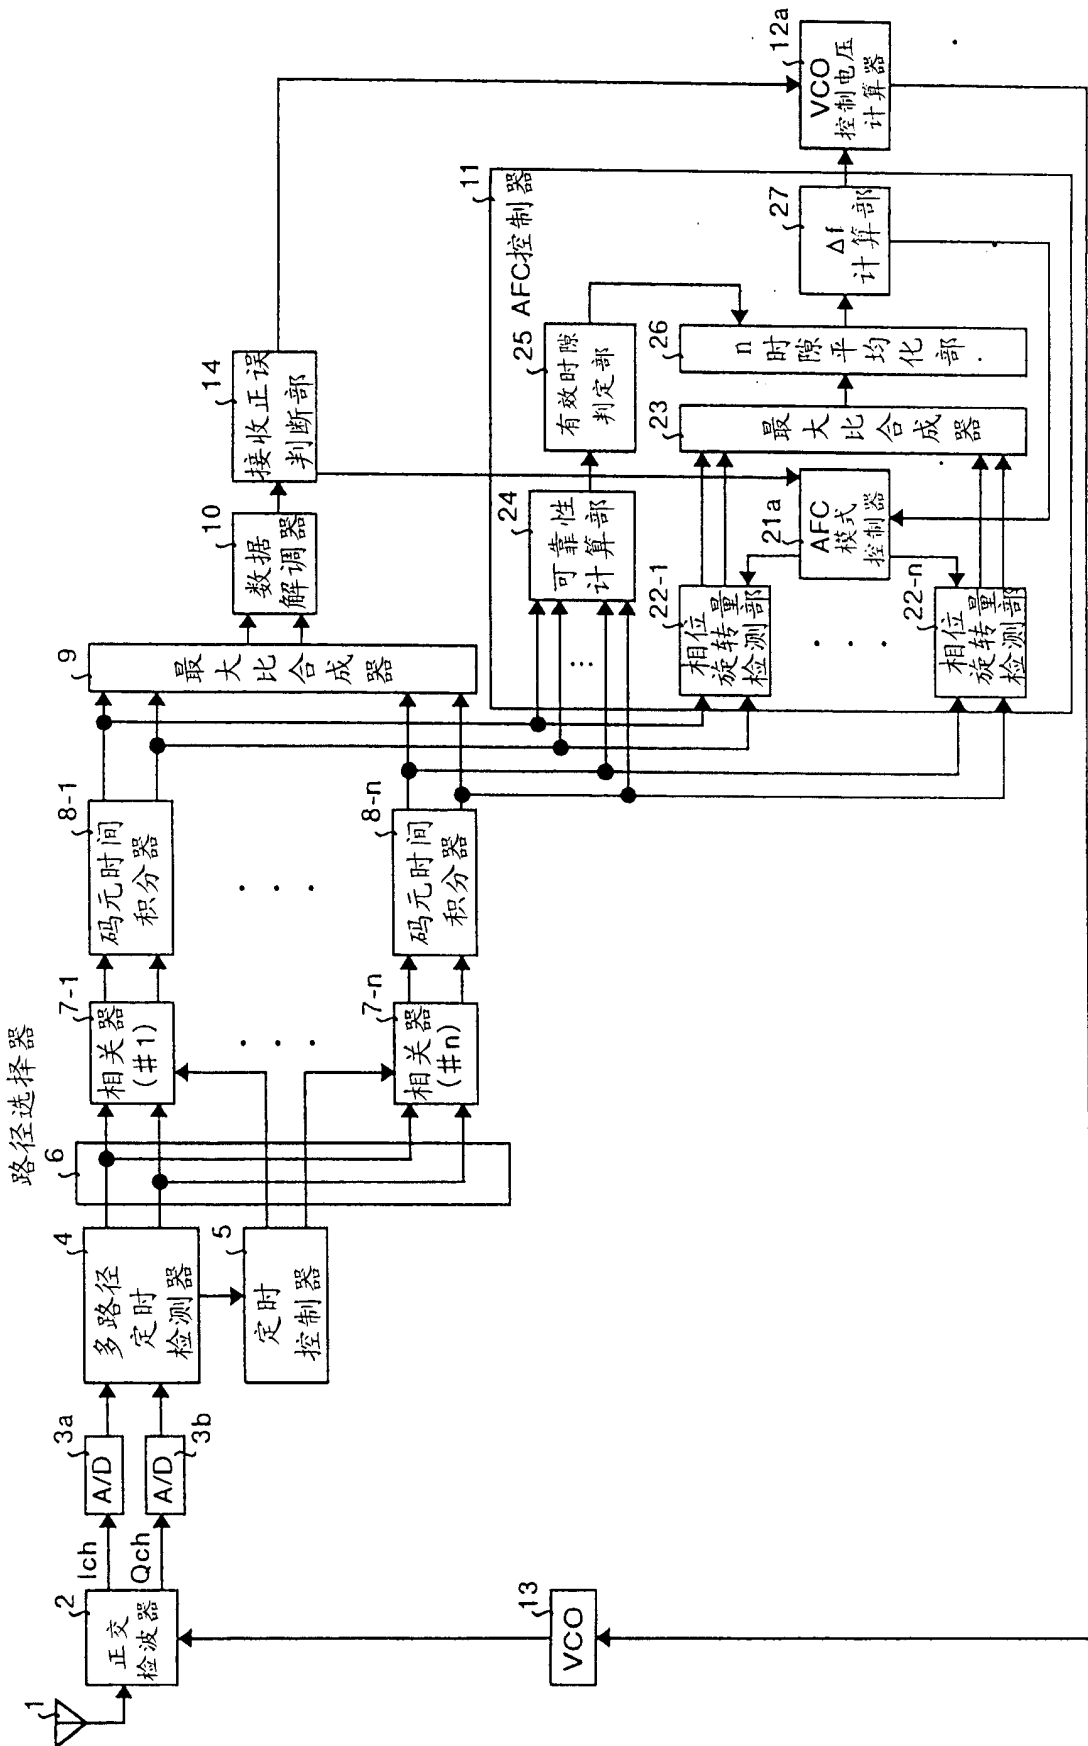 路径选择器
1
2
正交
检波器
Ich
Qch
3a
A/D
A/D
3b
4
多路径
定时
检测器
5
定时
控制器
6
7-1
相关器
(#1)
7-n
相关器
(#n)
8-1
码元时间
积分器
8-n
码元时间
积分器
9
最大比合成器
10
数据
解调器
14
接收正误
判断部
11
AFC控制器
24
可靠性
计算部
25
有效时隙
判定部
22-1
相位
旋转量
检测部
22-n
相位
旋转量
检测部
21a
AFC
模式
控制器
23
最大比合成器
26
n时隙平均化部
27
Δf
计算部
12a
VCO
控制电压
计算器
13
VCO